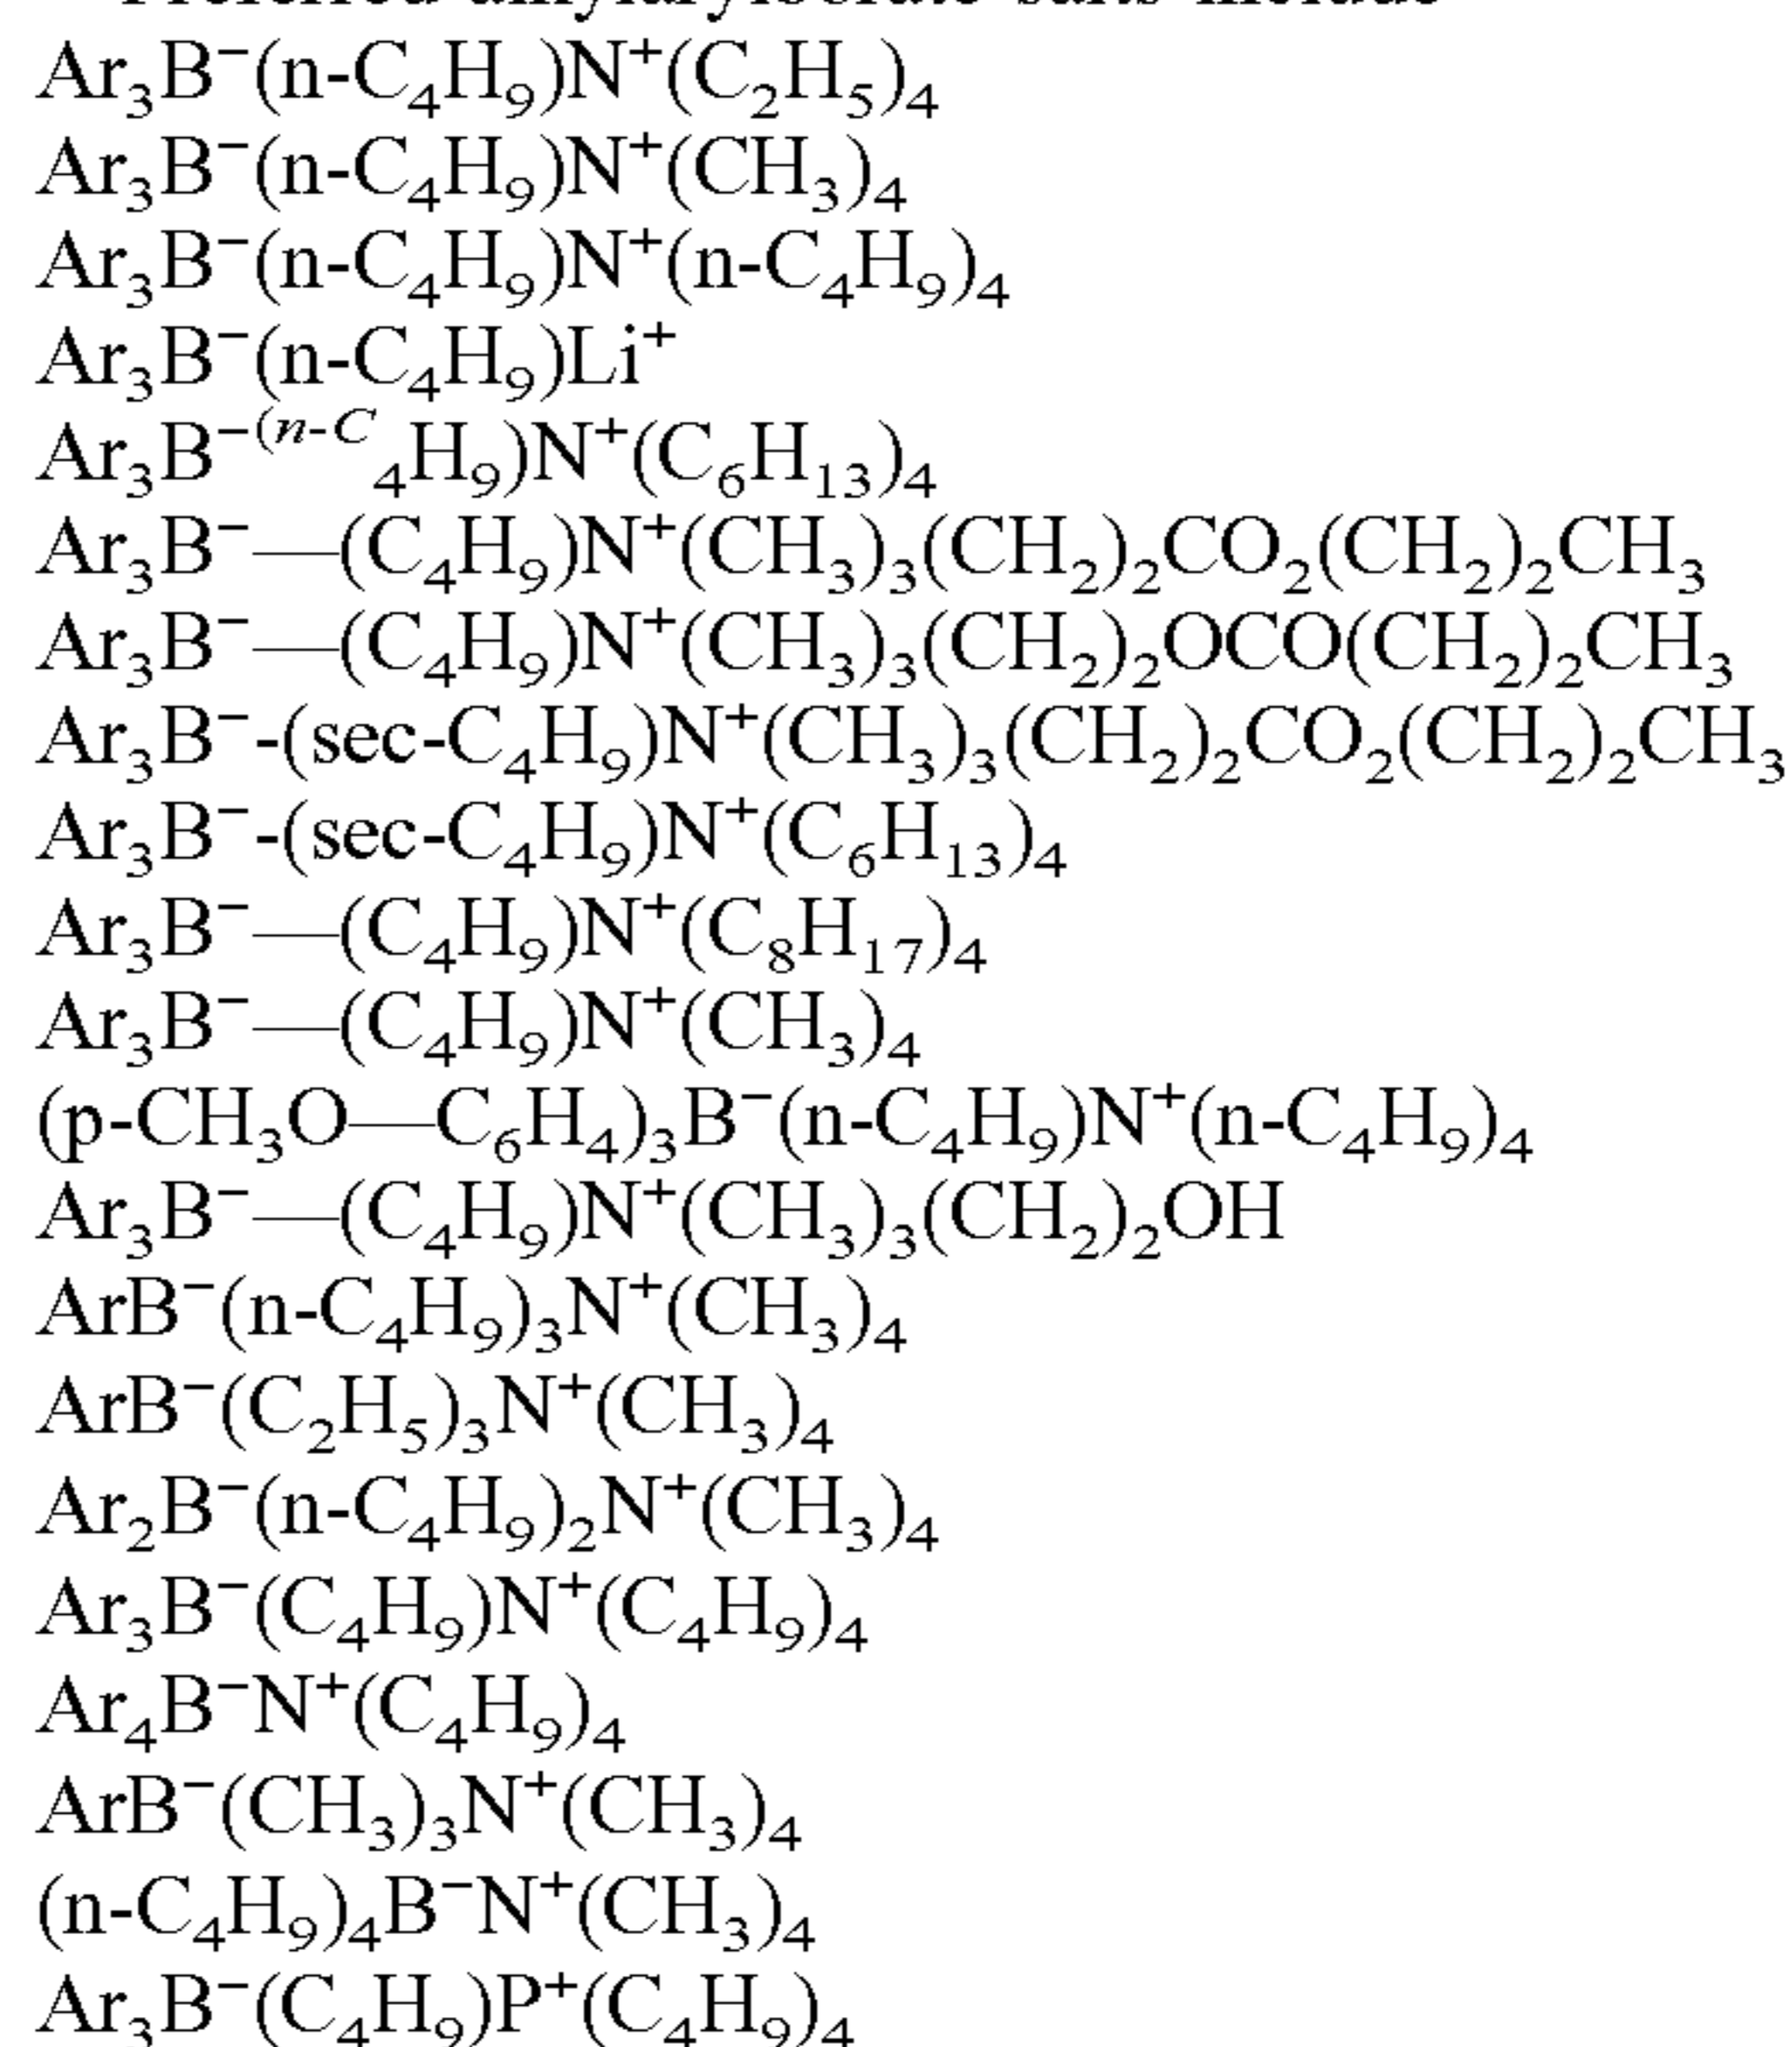 Ar₃B⁻(n-C₄H₉)N⁺(C₂H₅)₄
Ar₃B⁻(n-C₄H₉)N⁺(CH₃)₄
Ar₃B⁻(n-C₄H₉)N⁺(n-C₄H₉)₄
Ar₃B⁻(n-C₄H₉)Li⁺
Ar₃B⁻(n-C₄H₉)N⁺(C₆H₁₃)₄
Ar₃B⁻—(C₄H₉)N⁺(CH₃)₃(CH₂)₂CO₂(CH₂)₂CH₃
Ar₃B⁻—(C₄H₉)N⁺(CH₃)₃(CH₂)₂OCO(CH₂)₂CH₃
Ar₃B⁻-(sec-C₄H₉)N⁺(CH₃)₃(CH₂)₂CO₂(CH₂)₂CH₃
Ar₃B⁻-(sec-C₄H₉)N⁺(C₆H₁₃)₄
Ar₃B⁻—(C₄H₉)N⁺(C₈H₁₇)₄
Ar₃B⁻—(C₄H₉)N⁺(CH₃)₄
(p-CH₃O—C₆H₄)₃B⁻(n-C₄H₉)N⁺(n-C₄H₉)₄
Ar₃B⁻—(C₄H₉)N⁺(CH₃)₃(CH₂)₂OH
ArB⁻(n-C₄H₉)₃N⁺(CH₃)₄
ArB⁻(C₂H₅)₃N⁺(CH₃)₄
Ar₂B⁻(n-C₄H₉)₂N⁺(CH₃)₄
Ar₃B⁻(C₄H₉)N⁺(C₄H₉)₄
Ar₄B⁻N⁺(C₄H₉)₄
ArB⁻(CH₃)₃N⁺(CH₃)₄
(n-C₄H₉)₄B⁻N⁺(CH₃)₄
Ar₃B⁻(C₄H₉)P⁺(C₄H₉)₄